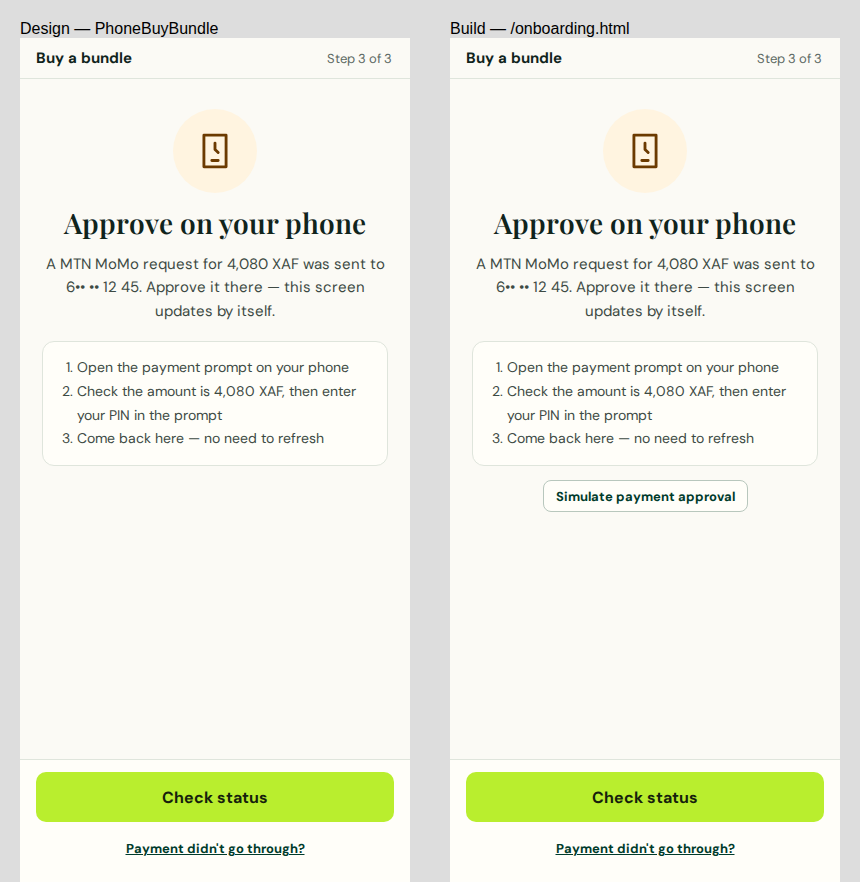 Design — PhoneBuyBundle
Buy a bundle
Step 3 of 3
Approve on your phone
A MTN MoMo request for 4,080 XAF was sent to
6•• •• 12 45. Approve it there — this screen
updates by itself.
1. Open the payment prompt on your phone
2. Check the amount is 4,080 XAF, then enter
your PIN in the prompt
3. Come back here — no need to refresh
Check status
Payment didn't go through?
Build — /onboarding.html
Buy a bundle
Step 3 of 3
Approve on your phone
A MTN MoMo request for 4,080 XAF was sent to
6•• •• 12 45. Approve it there — this screen
updates by itself.
1. Open the payment prompt on your phone
2. Check the amount is 4,080 XAF, then enter
your PIN in the prompt
3. Come back here — no need to refresh
Simulate payment approval
Check status
Payment didn't go through?